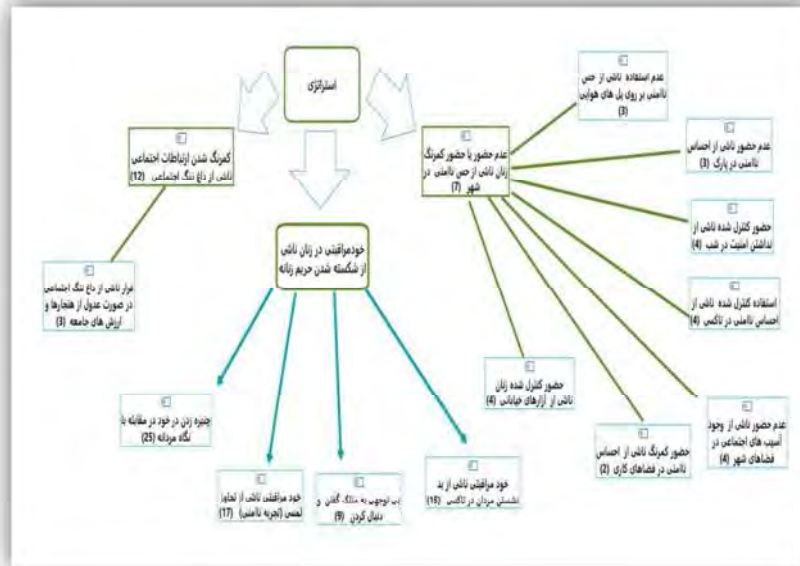 استراتژی
کمرنگ شدن ارتباطات اجتماعی
ناشی از داغ ننگ اجتماعی (12)
فرار ناشی از داغ ننگ اجتماعی
در صورت عدول از هنجارها و
ارزش های جامعه (3)
خودمراقبتی در زنان ناشی
از شکسته شدن حریم زنانه
چنبره زدن در خود در مقابله با
نگاه مردانه (25)
خود مراقبتی ناشی از تجاوز
لمسی (تجربه ناامنی) (17)
بی توجهی به متلک گفتن و
دنبال کردن (9)
خود مراقبتی ناشی از بد
نشستن مردان در تاکسی (15)
عدم حضور یا حضور کمرنگ
زنان ناشی از حس ناامنی در
شهر (7)
عدم استفاده ناشی از حس
ناامنی بر روی پل های هوایی
(3)
عدم حضور ناشی از احساس
ناامنی در پارک (3)
حضور کنترل شده ناشی از
نداشتن امنیت در شب (4)
استفاده کنترل شده ناشی از
احساس ناامنی در تاکسی (4)
عدم حضور ناشی از وجود
آسیب های اجتماعی در
فضاهای شهر (4)
حضور کمرنگ ناشی از احساس
ناامنی در فضاهای کاری (2)
حضور کنترل شده زنان
ناشی از آزارهای خیابانی (4)